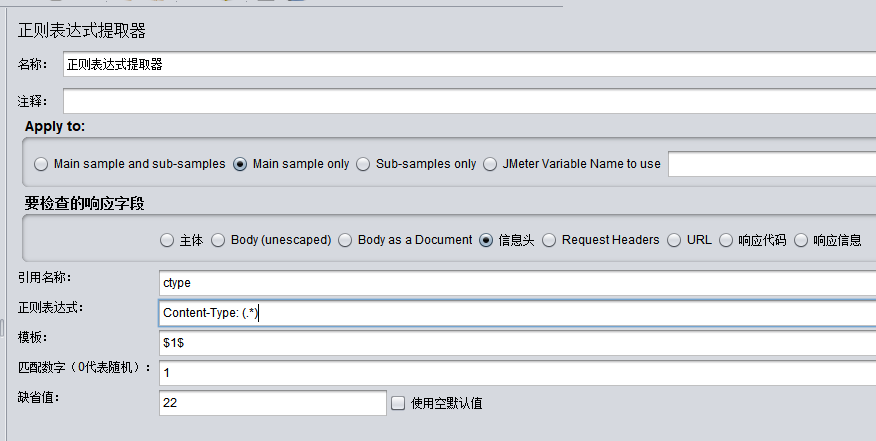 正则表达式提取器
名称： 正则表达式提取器
注释：
Apply to:
Main sample and sub-samples Main sample only Sub-samples only JMeter Variable Name to use
要检查的响应字段
主体 Body (unescaped) Body as a Document 信息头 Request Headers URL 响应代码 响应信息
引用名称： ctype
正则表达式： Content-Type: (.*)
模板： $1$
匹配数字（0代表随机）： 1
缺省值： 22 使用空默认值